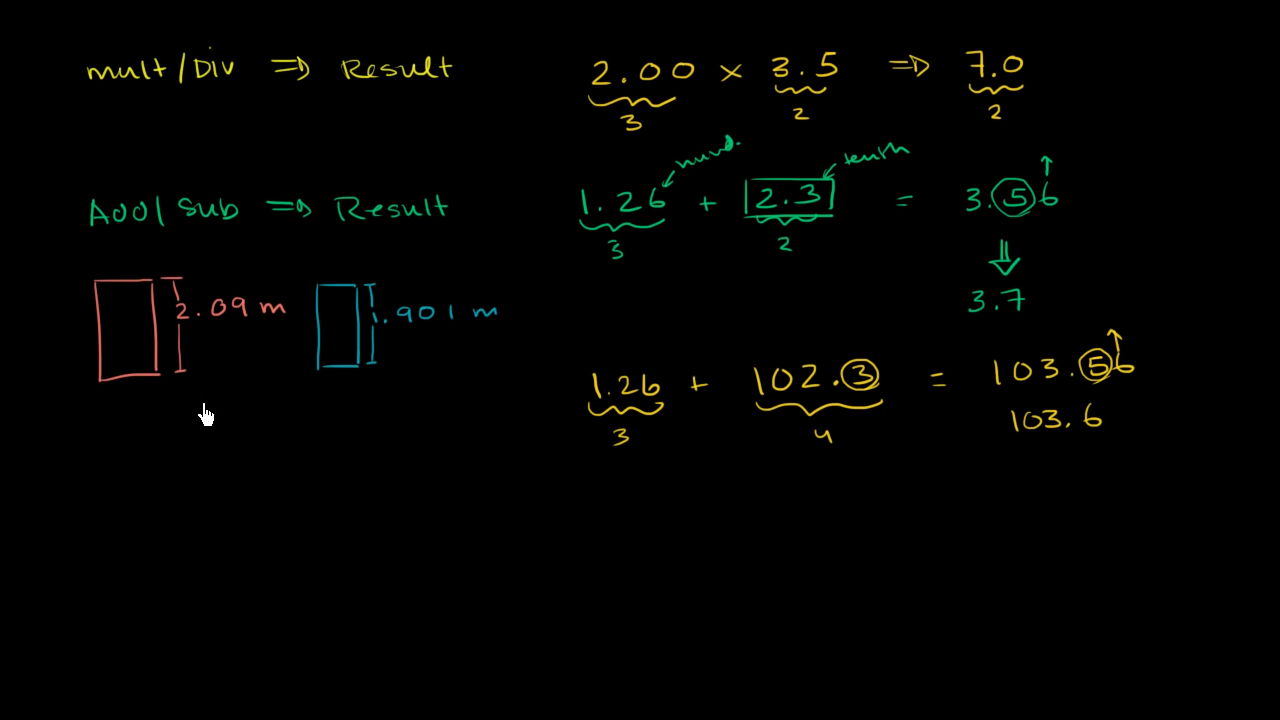 mult/Div ⇒ Result 2.00 × 3.5 ⇒ 7.0
3 2 2
hund. tenth
Add/Sub ⇒ Result 1.26 + 2.3 = 3.56
3 2
3.7
2.09 m 1.901 m
1.26 + 102.3 = 103.56
3 4 103.6